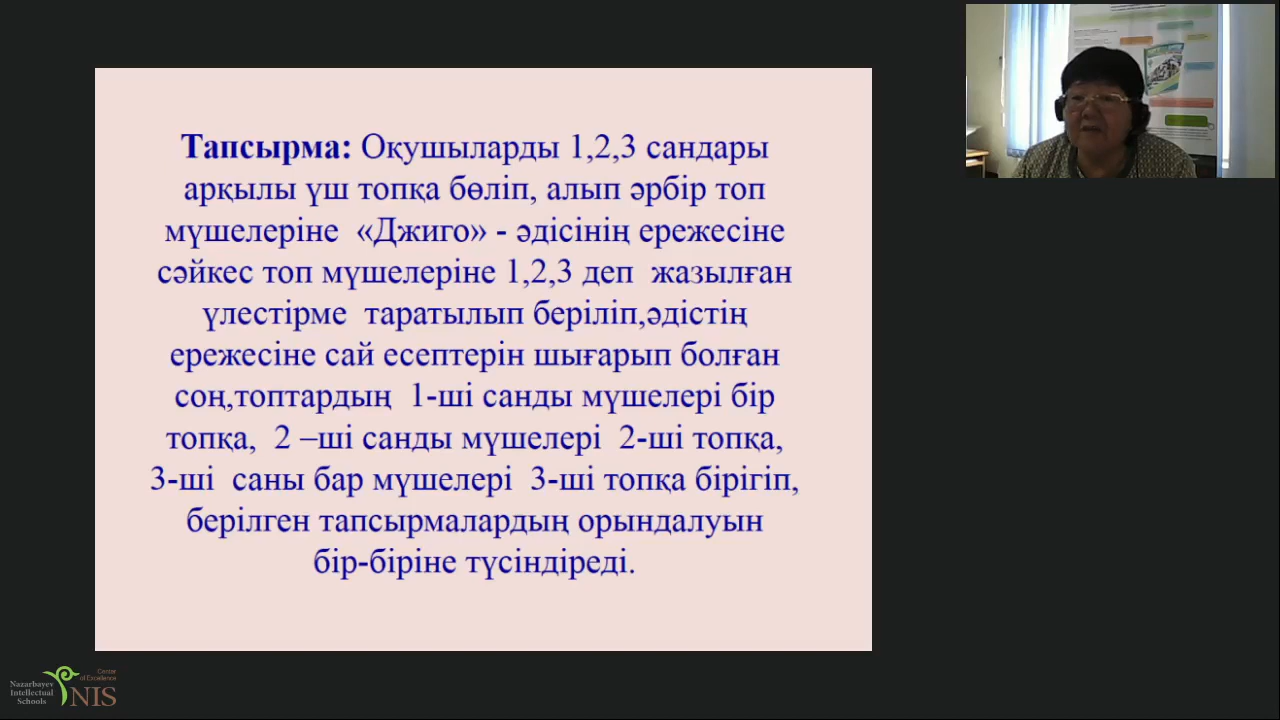 Тапсырма: Оқушыларды 1,2,3 сандары
арқылы үш топқа бөліп, алып әрбір топ
мүшелеріне «Джиго» - әдісінің ережесіне
сәйкес топ мүшелеріне 1,2,3 деп жазылған
үлестірме таратылып беріліп,әдістің
ережесіне сай есептерін шығарып болған
соң,топтардың 1-ші санды мүшелері бір
топқа, 2 –ші санды мүшелері 2-ші топқа,
3-ші саны бар мүшелері 3-ші топқа бірігіп,
берілген тапсырмалардың орындалуын
бір-біріне түсіндіреді.
Nazarbayev
Intellectual
Schools
Center
of Excellence
NIS